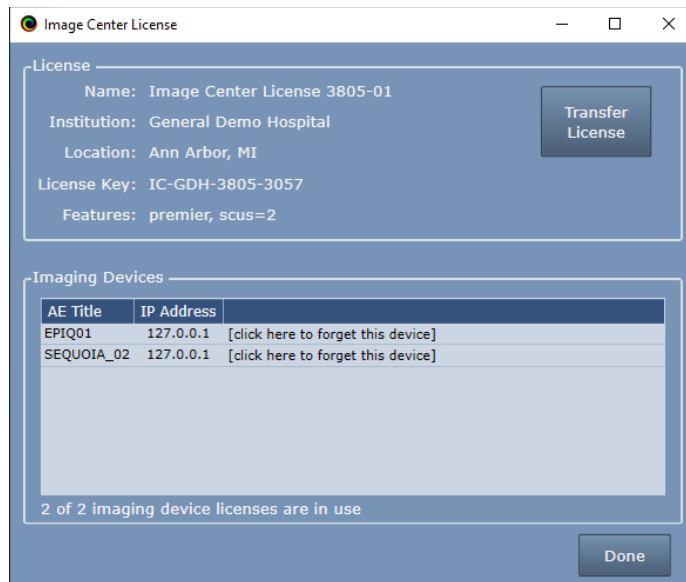 Image Center License
License
Name: Image Center License 3805-01
Institution: General Demo Hospital
Location: Ann Arbor, MI
License Key: IC-GDH-3805-3057
Features: premier, scus=2
Transfer
License
Imaging Devices
AE Title IP Address
EPIQ01 127.0.0.1 [click here to forget this device]
SEQUOIA_02 127.0.0.1 [click here to forget this device]
2 of 2 imaging device licenses are in use
Done